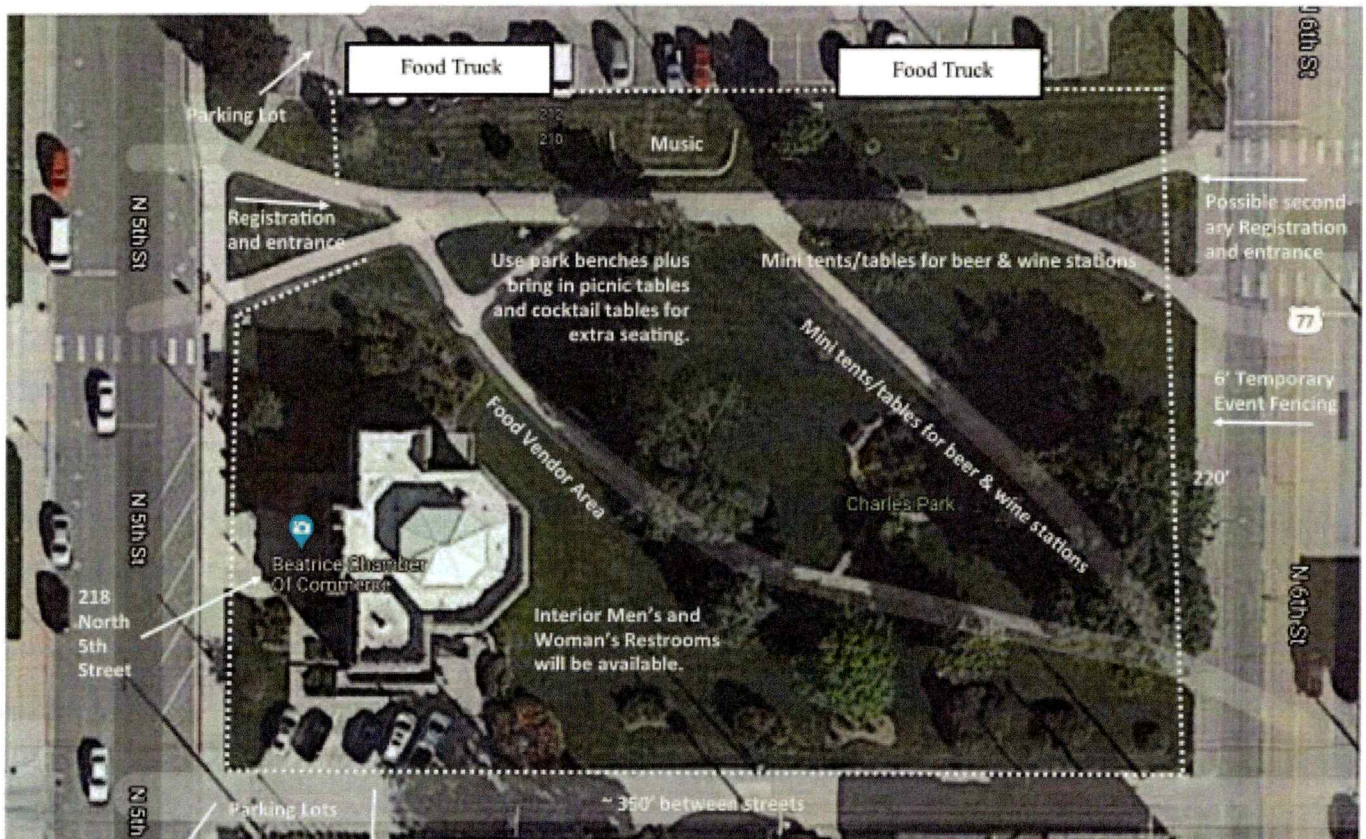 Food Truck
Food Truck
N 6th St
Parking Lot
212
210
Music
N 5th St
Registration
and entrance
Possible second-
ary Registration
and entrance
Use park benches plus
bring in picnic tables
and cocktail tables for
extra seating.
Mini tents/tables for beer & wine stations
77
Mini tents/tables for beer & wine stations
6' Temporary
Event Fencing
Food Vendor Area
220'
Charles Park
N 5th St
Beatrice Chamber
Of Commerce
218
North
5th
Street
Interior Men's and
Woman's Restrooms
will be available.
N 6th St
N 5th
Parking Lots
~ 350' between streets